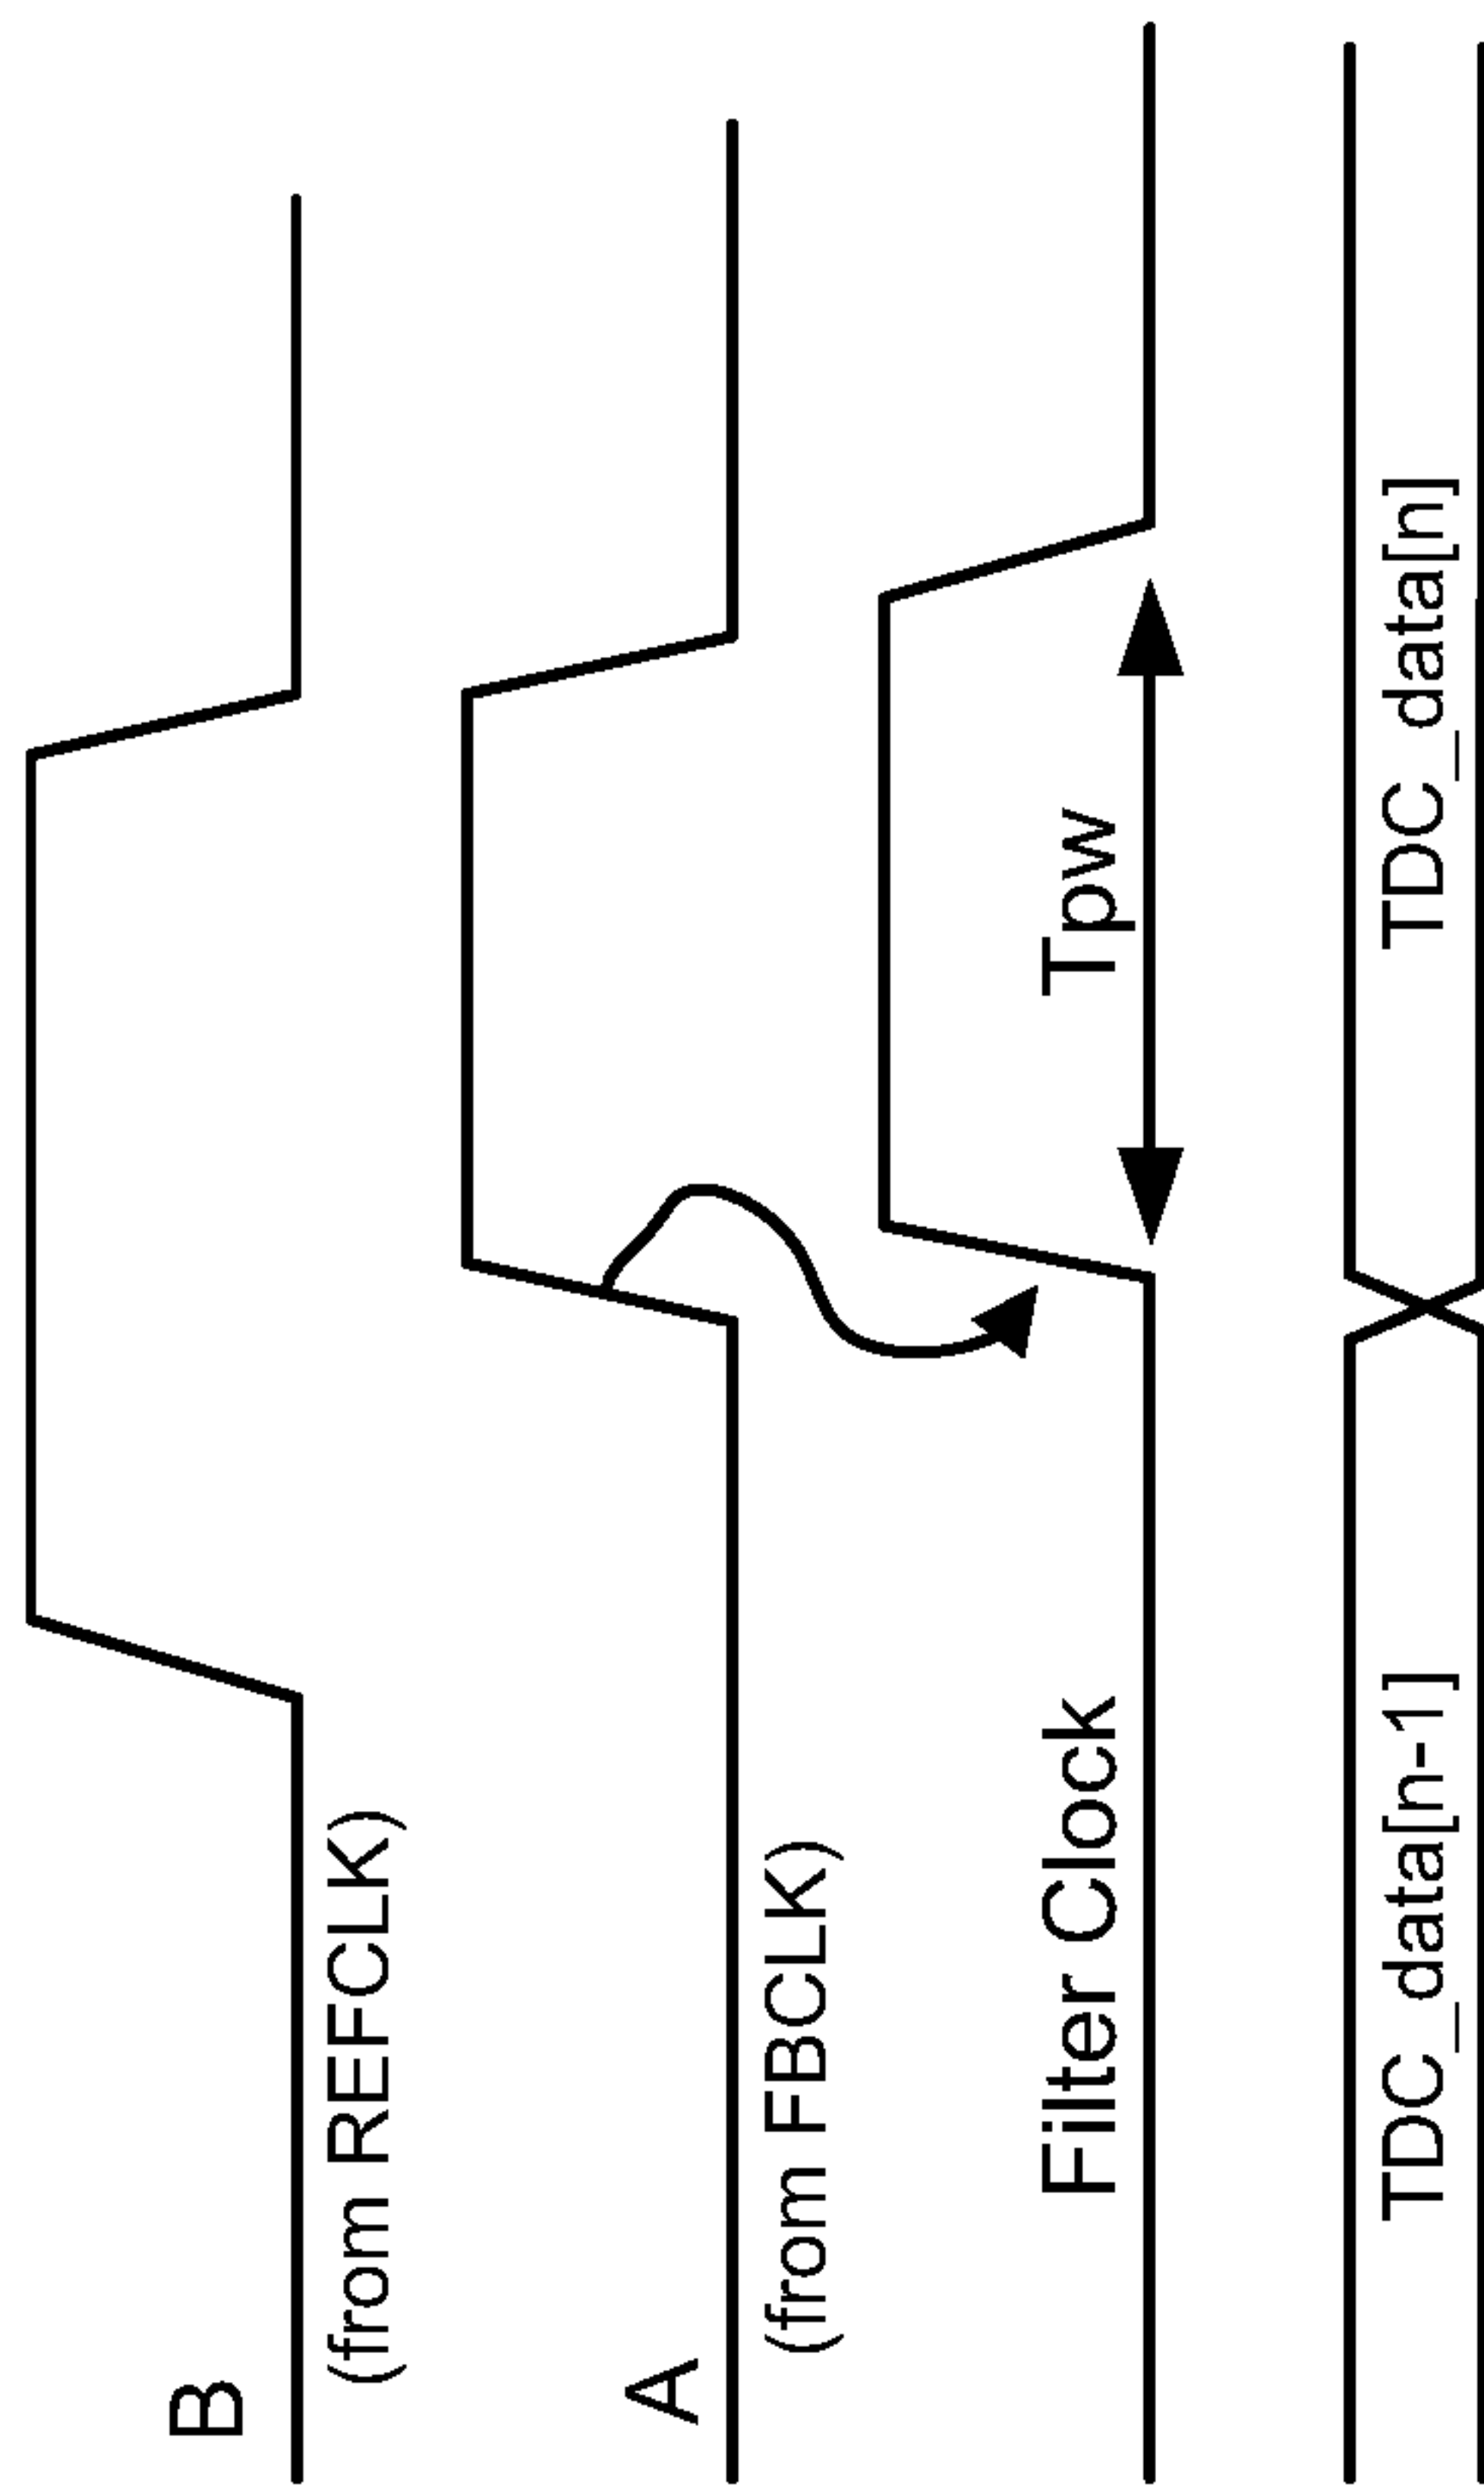 B
(from REFCLK)
A
(from FBCLK)
Filter Clock
Tpw
TDC_data[n-1]
TDC_data[n]